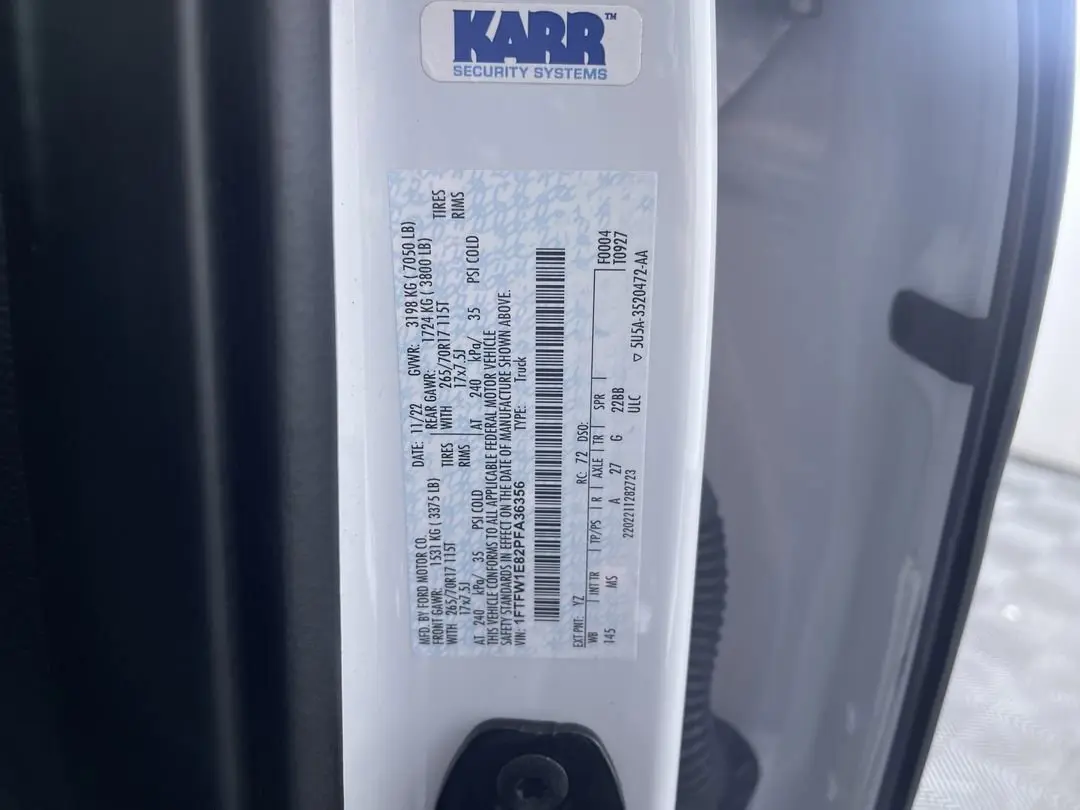 KARR™
SECURITY SYSTEMS
MFD. BY FORD MOTOR CO.
DATE: 11/22 GVWR: 3198 KG ( 7050 LB)
FRONT GAWR: 1531 KG ( 3375 LB)
REAR GAWR: 1724 KG ( 3800 LB)
WITH 265/70R17 115T TIRES
WITH 265/70R17 115T TIRES
17x7.5J RIMS
17x7.5J RIMS
AT 240 kPa/ 35 PSI COLD
AT 240 kPa/ 35 PSI COLD
THIS VEHICLE CONFORMS TO ALL APPLICABLE FEDERAL MOTOR VEHICLE
SAFETY STANDARDS IN EFFECT ON THE DATE OF MANUFACTURE SHOWN ABOVE.
VIN: 1FTFW1E82PFA36356 TYPE: Truck
EXT PNT: YZ RC: 72 DSO: F0004
WB INT TR TP/PS R AXLE TR SPR T0927
145 MS A 27 G 22BB
2202211282723 ULC
▽ 5U5A-3520472-AA